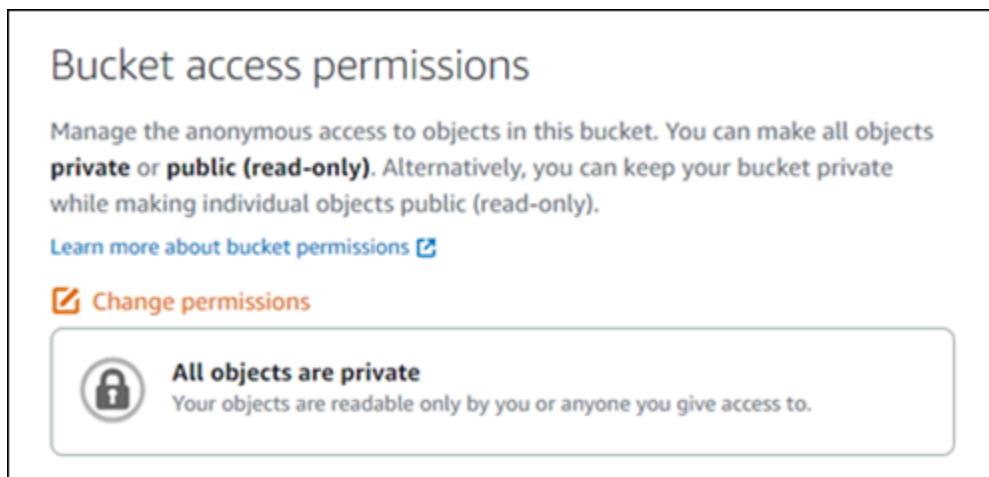 Bucket access permissions
Manage the anonymous access to objects in this bucket. You can make all objects
private or public (read-only). Alternatively, you can keep your bucket private
while making individual objects public (read-only).
Learn more about bucket permissions
Change permissions
All objects are private
Your objects are readable only by you or anyone you give access to.